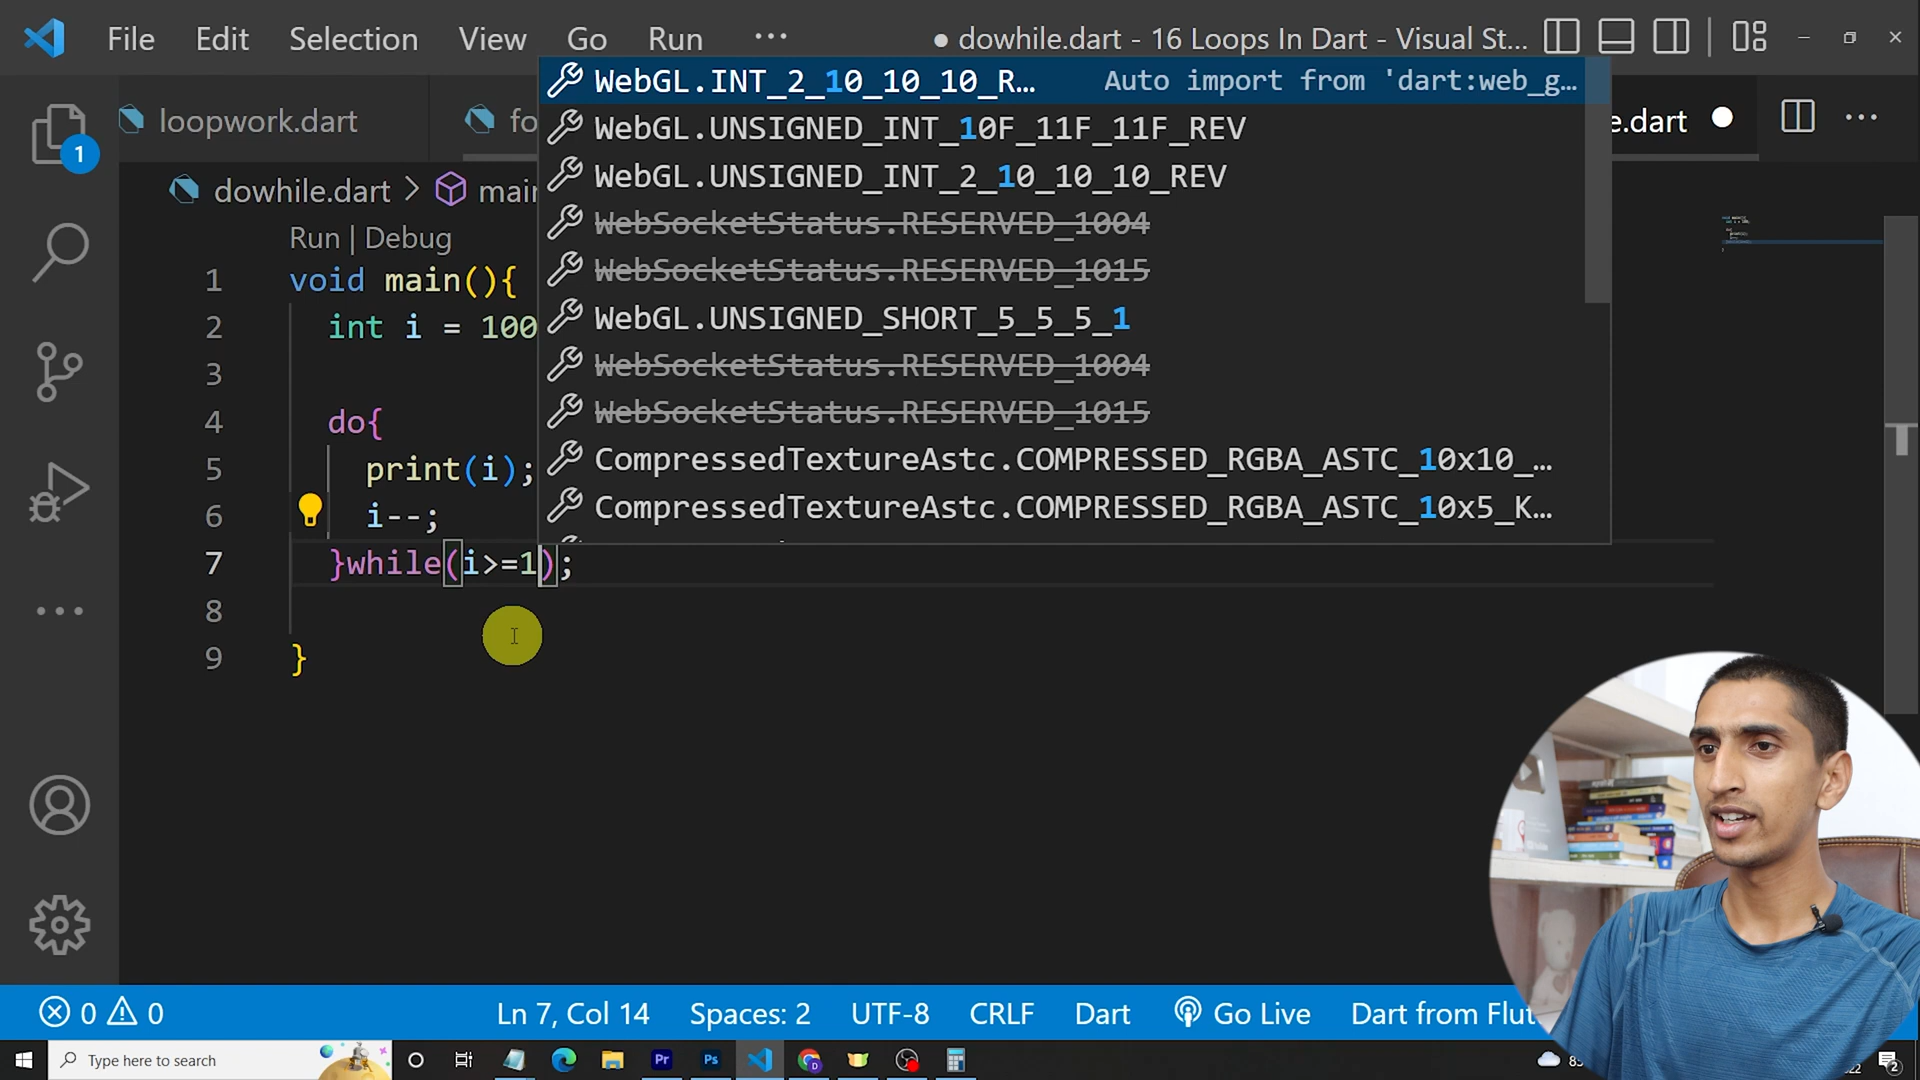 File Edit Selection View Go Run ... ● dowhile.dart - 16 Loops In Dart - Visual St...
loopwork.dart fo e.dart
dowhile.dart > main
WebGL.INT_2_10_10_10_R... Auto import from 'dart:web_g...
WebGL.UNSIGNED_INT_10F_11F_11F_REV
WebGL.UNSIGNED_INT_2_10_10_10_REV
WebSocketStatus.RESERVED_1004
WebSocketStatus.RESERVED_1015
WebGL.UNSIGNED_SHORT_5_5_5_1
WebSocketStatus.RESERVED_1004
WebSocketStatus.RESERVED_1015
CompressedTextureAstc.COMPRESSED_RGBA_ASTC_10x10_...
CompressedTextureAstc.COMPRESSED_RGBA_ASTC_10x5_K...
1
Run | Debug
1 void main(){
2 int i = 100
3
4 do{
5 print(i);
6 i--;
7 }while(i>=1);
8
9 }
0 0 Ln 7, Col 14 Spaces: 2 UTF-8 CRLF Dart Go Live Dart from Flut
Type here to search Pr Ps 2